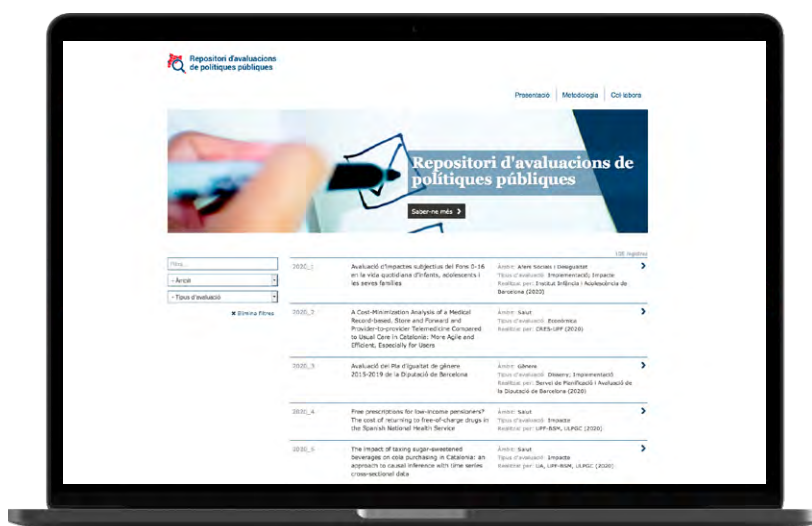 Repositori d'avaluacions
de polítiques públiques
Presentació
Metodologia
Col·labora
Repositori d'avaluacions de
polítiques públiques
Saber-ne més
Filtra...
- Àmbit
- Tipus d'avaluació
Elimina Filtres
registres
2020_1
Avaluació d'impactes subjectius del Fons 0-16
en la vida quotidiana d'infants, adolescents i
les seves famílies
Àmbit: Afers Socials i Desigualtat
Tipus d'avaluació: Implementació; Impacte
Realitzat per: Institut Infància i Adolescència de
Barcelona (2020)
2020_2
A Cost-Minimization Analysis of a Medical
Record-based, Store and Forward and
Provider-to-provider Telemedicine Compared
to Usual Care in Catalonia: More Agile and
Efficient, Especially for Users
Àmbit: Salut
Tipus d'avaluació: Econòmica
Realitzat per: CRES-UPF (2020)
2020_3
Avaluació del Pla d'igualtat de gènere
2015-2019 de la Diputació de Barcelona
Àmbit: Gènere
Tipus d'avaluació: Disseny; Implementació
Realitzat per: Servei de Planificació i Avaluació de
la Diputació de Barcelona (2020)
2020_4
Free prescriptions for low-income pensioners?
The cost of returning to free-of-charge drugs in
the Spanish National Health Service
Àmbit: Salut
Tipus d'avaluació: Impacte
Realitzat per: UPF-BSM, ULPGC (2020)
2020_5
The impact of taxing sugar-sweetened
beverages on cola purchasing in Catalonia: an
approach to causal inference with time series
cross-sectional data
Àmbit: Salut
Tipus d'avaluació: Impacte
Realitzat per: UA, UPF-BSM, ULPGC (2020)